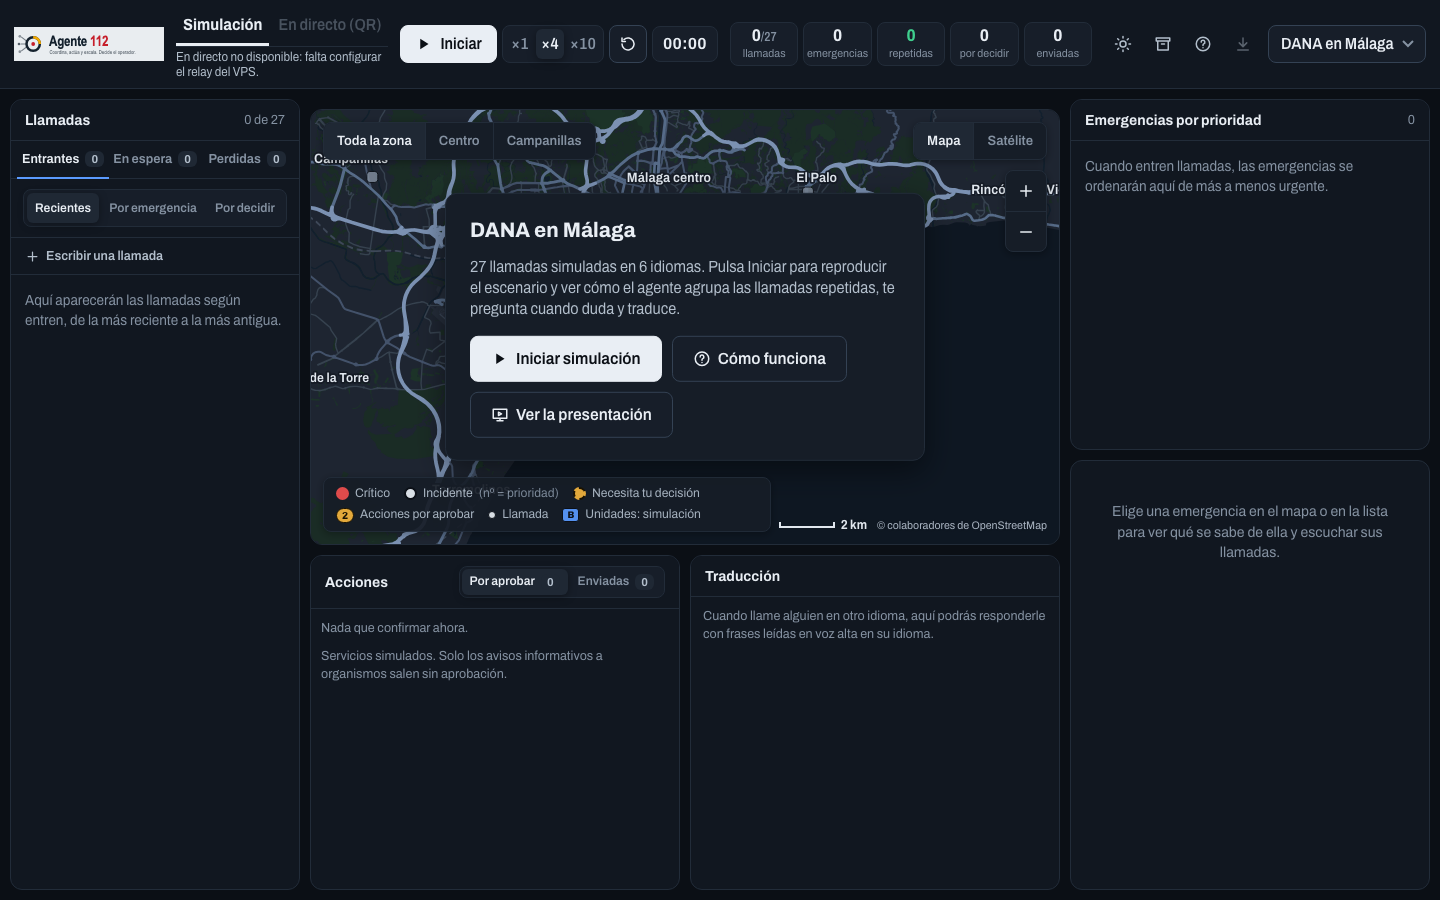 Agente 112
Coordina, actúa y escala. Decide el operador.
Simulación
En directo (QR)
En directo no disponible: falta configurar
el relay del VPS.
Iniciar
×1
×4
×10
00:00
0/27
llamadas
0
emergencias
0
repetidas
0
por decidir
0
enviadas
DANA en Málaga
Llamadas
0 de 27
Entrantes 0
En espera 0
Perdidas 0
Recientes
Por emergencia
Por decidir
Escribir una llamada
Aquí aparecerán las llamadas según
entren, de la más reciente a la más antigua.
Toda la zona
Centro
Campanillas
Mapa
Satélite
Campanillas
Málaga centro
El Palo
Rincó
Vi
de la Torre
DANA en Málaga
27 llamadas simuladas en 6 idiomas. Pulsa Iniciar para reproducir
el escenario y ver cómo el agente agrupa las llamadas repetidas, te
pregunta cuando duda y traduce.
Iniciar simulación
Cómo funciona
Ver la presentación
Crítico
Incidente (nº = prioridad)
Necesita tu decisión
2 Acciones por aprobar
Llamada
B Unidades: simulación
2 km
© colaboradores de OpenStreetMap
Acciones
Por aprobar 0
Enviadas 0
Nada que confirmar ahora.
Servicios simulados. Solo los avisos informativos a
organismos salen sin aprobación.
Traducción
Cuando llame alguien en otro idioma, aquí podrás responderle
con frases leídas en voz alta en su idioma.
Emergencias por prioridad
0
Cuando entren llamadas, las emergencias se
ordenarán aquí de más a menos urgente.
Elige una emergencia en el mapa o en la lista
para ver qué se sabe de ella y escuchar sus
llamadas.